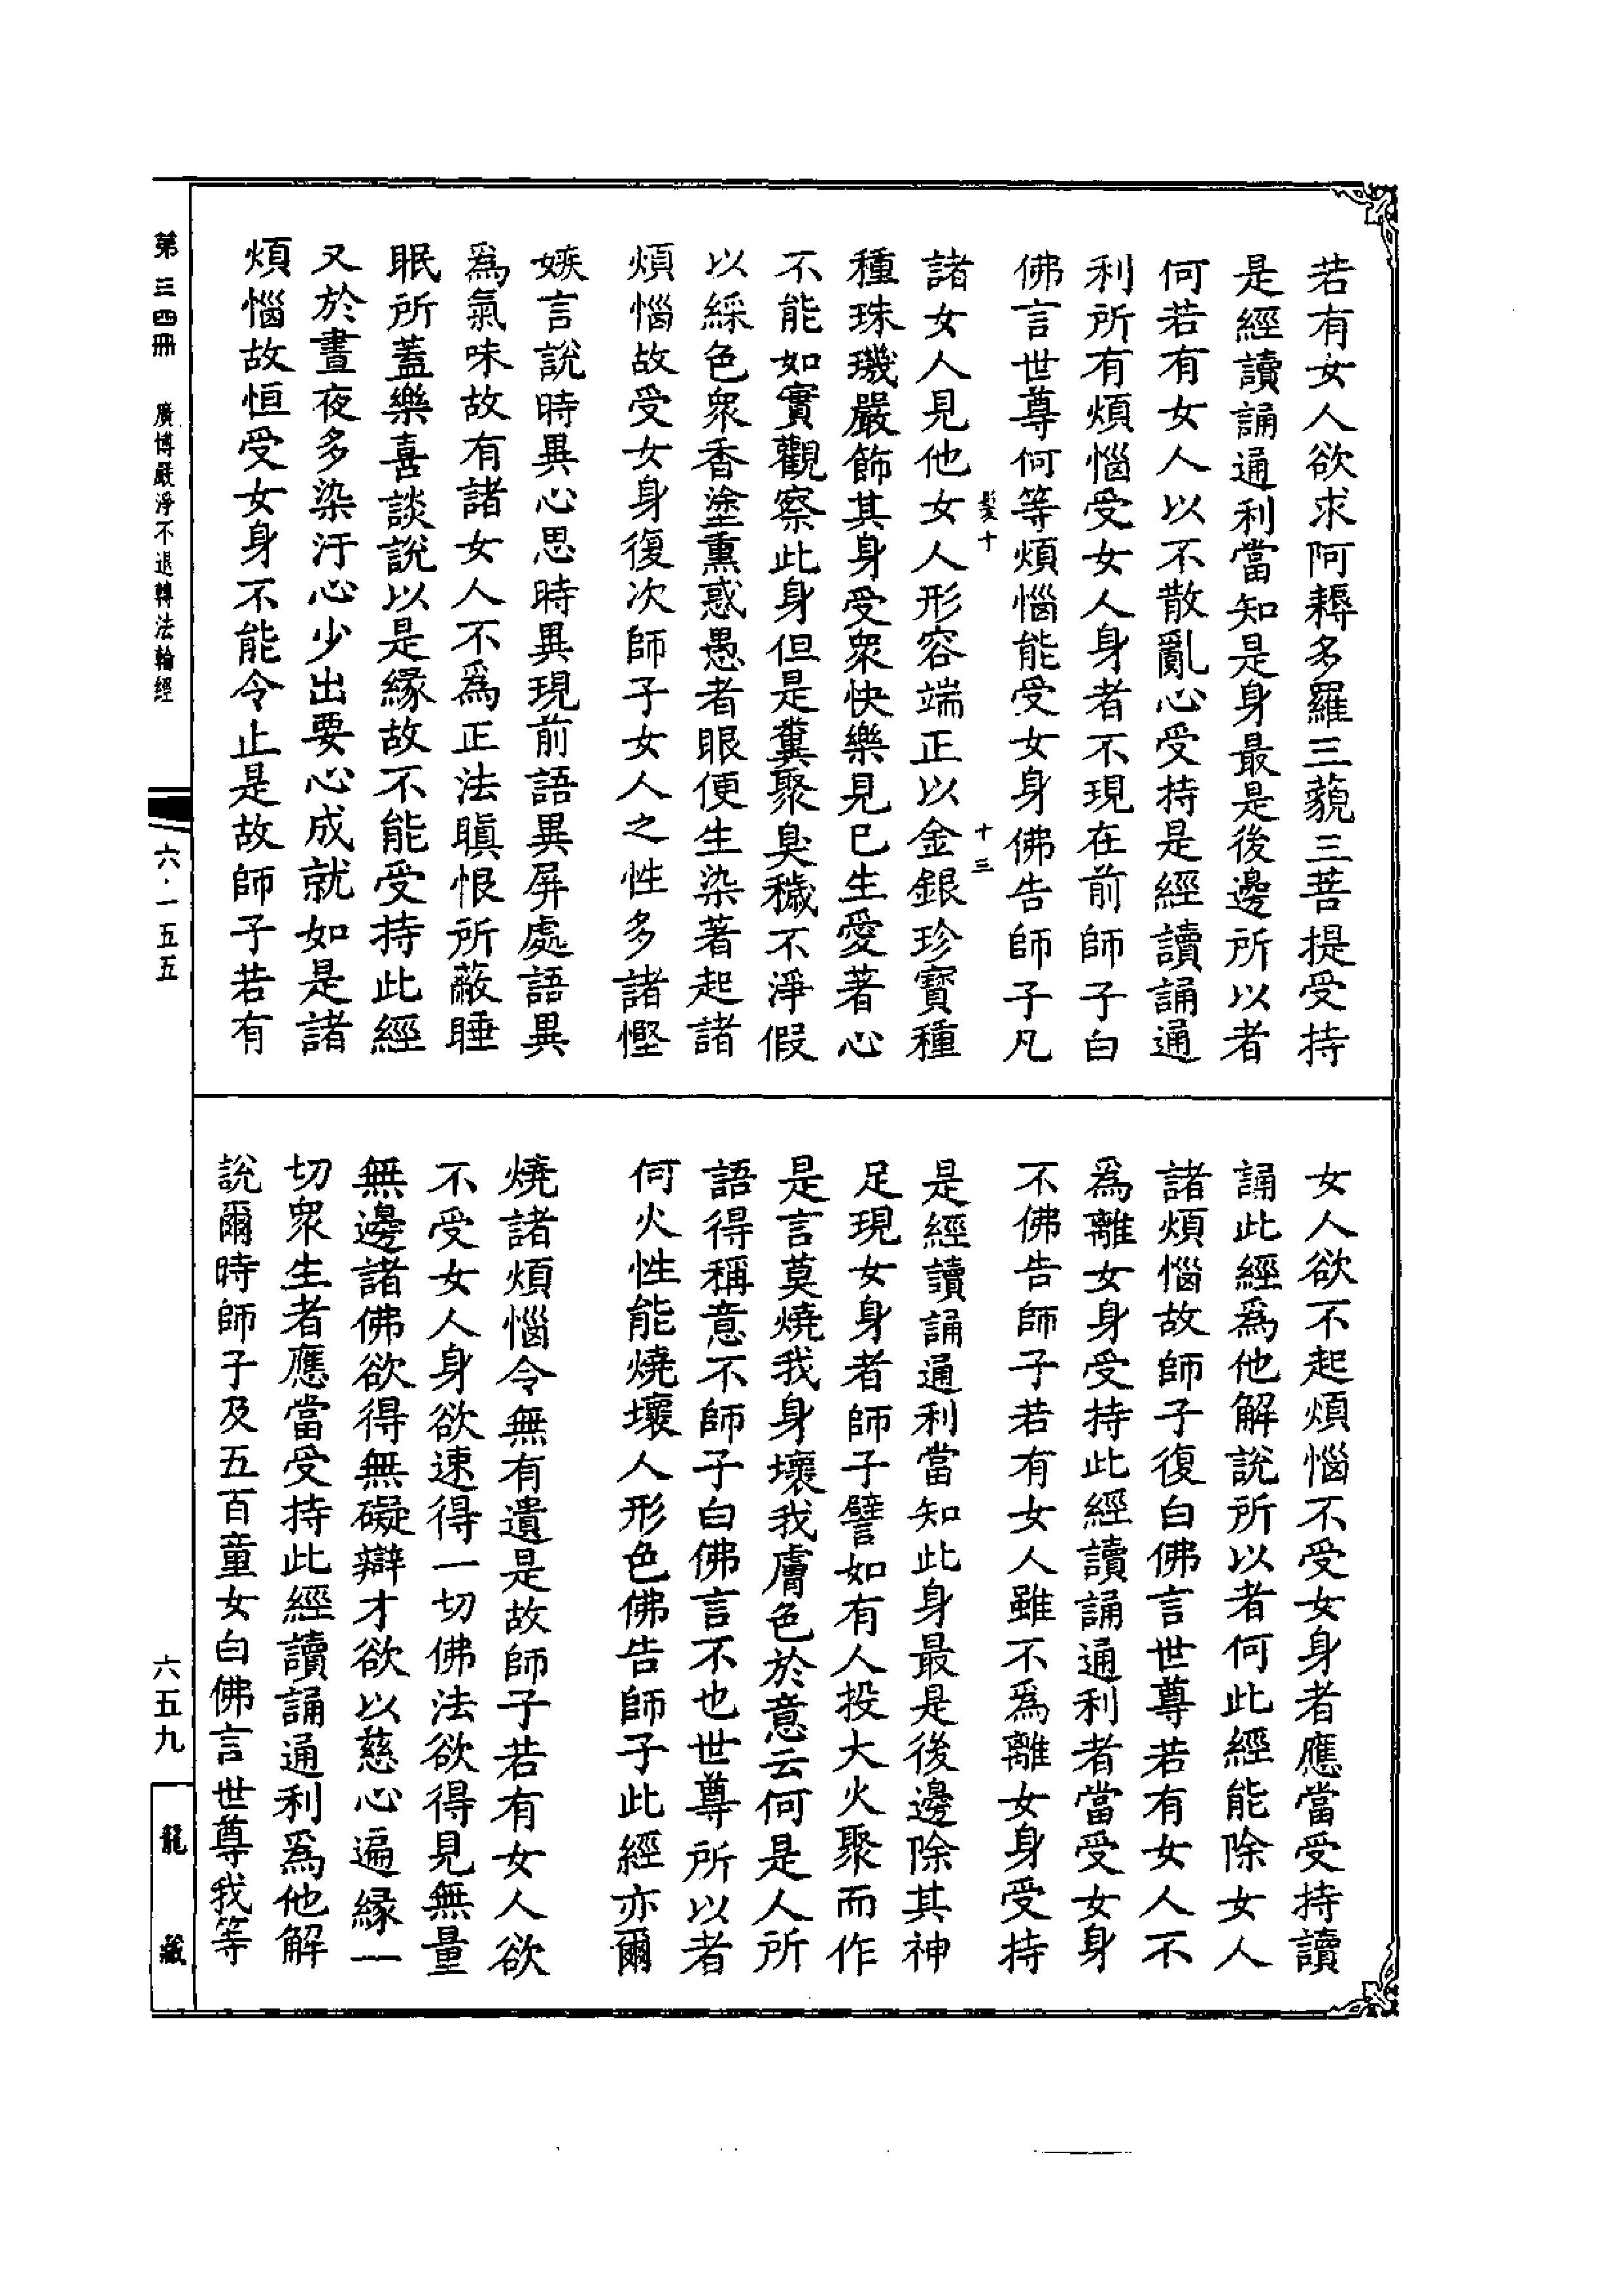 若有女人欲求阿耨多羅三藐三菩提受持
是經讀誦通利當知是身最是後邊所以者
何若有女人以不散亂心受持是經讀誦通
利所有煩惱受女人身者不現在前師子白
佛言世尊何等煩惱能受女身佛告師子凡
髮十
十三
諸女人見他女人形容端正以金銀珍寶種
種珠璣嚴飾其身受衆快樂見已生愛著心
不能如實觀察此身但是糞聚臭穢不淨假
以綵色衆香塗熏惑愚者眼便生染著起諸
煩惱故受女身復次師子女人之性多諸慳
嫉言說時異心思時異現前語異屏處語異
爲氣味故有諸女人不爲正法瞋恨所蔽睡
眠所蓋樂喜談說以是緣故不能受持此經
又於晝夜多染汙心少出要心成就如是諸
煩惱故恒受女身不能令止是故師子若有
女人欲不起煩惱不受女身者應當受持讀
誦此經爲他解說所以者何此經能除女人
諸煩惱故師子復白佛言世尊若有女人不
爲離女身受持此經讀誦通利者當受女身
不佛告師子若有女人雖不爲離女身受持
是經讀誦通利當知此身最是後邊除其神
足現女身者師子譬如有人投大火聚而作
是言莫燒我身壞我膚色於意云何是人所
語得稱意不師子白佛言不也世尊所以者
何火性能燒壞人形色佛告師子此經亦爾
燒諸煩惱令無有遺是故師子若有女人欲
不受女人身欲速得一切佛法欲得見無量
無邊諸佛欲得無礙辯才欲以慈心遍緣一
切衆生者應當受持此經讀誦通利爲他解
說爾時師子及五百童女白佛言世尊我等
第三四冊
廣博嚴淨不退轉法輪經
六·一五五
六五九
龍藏